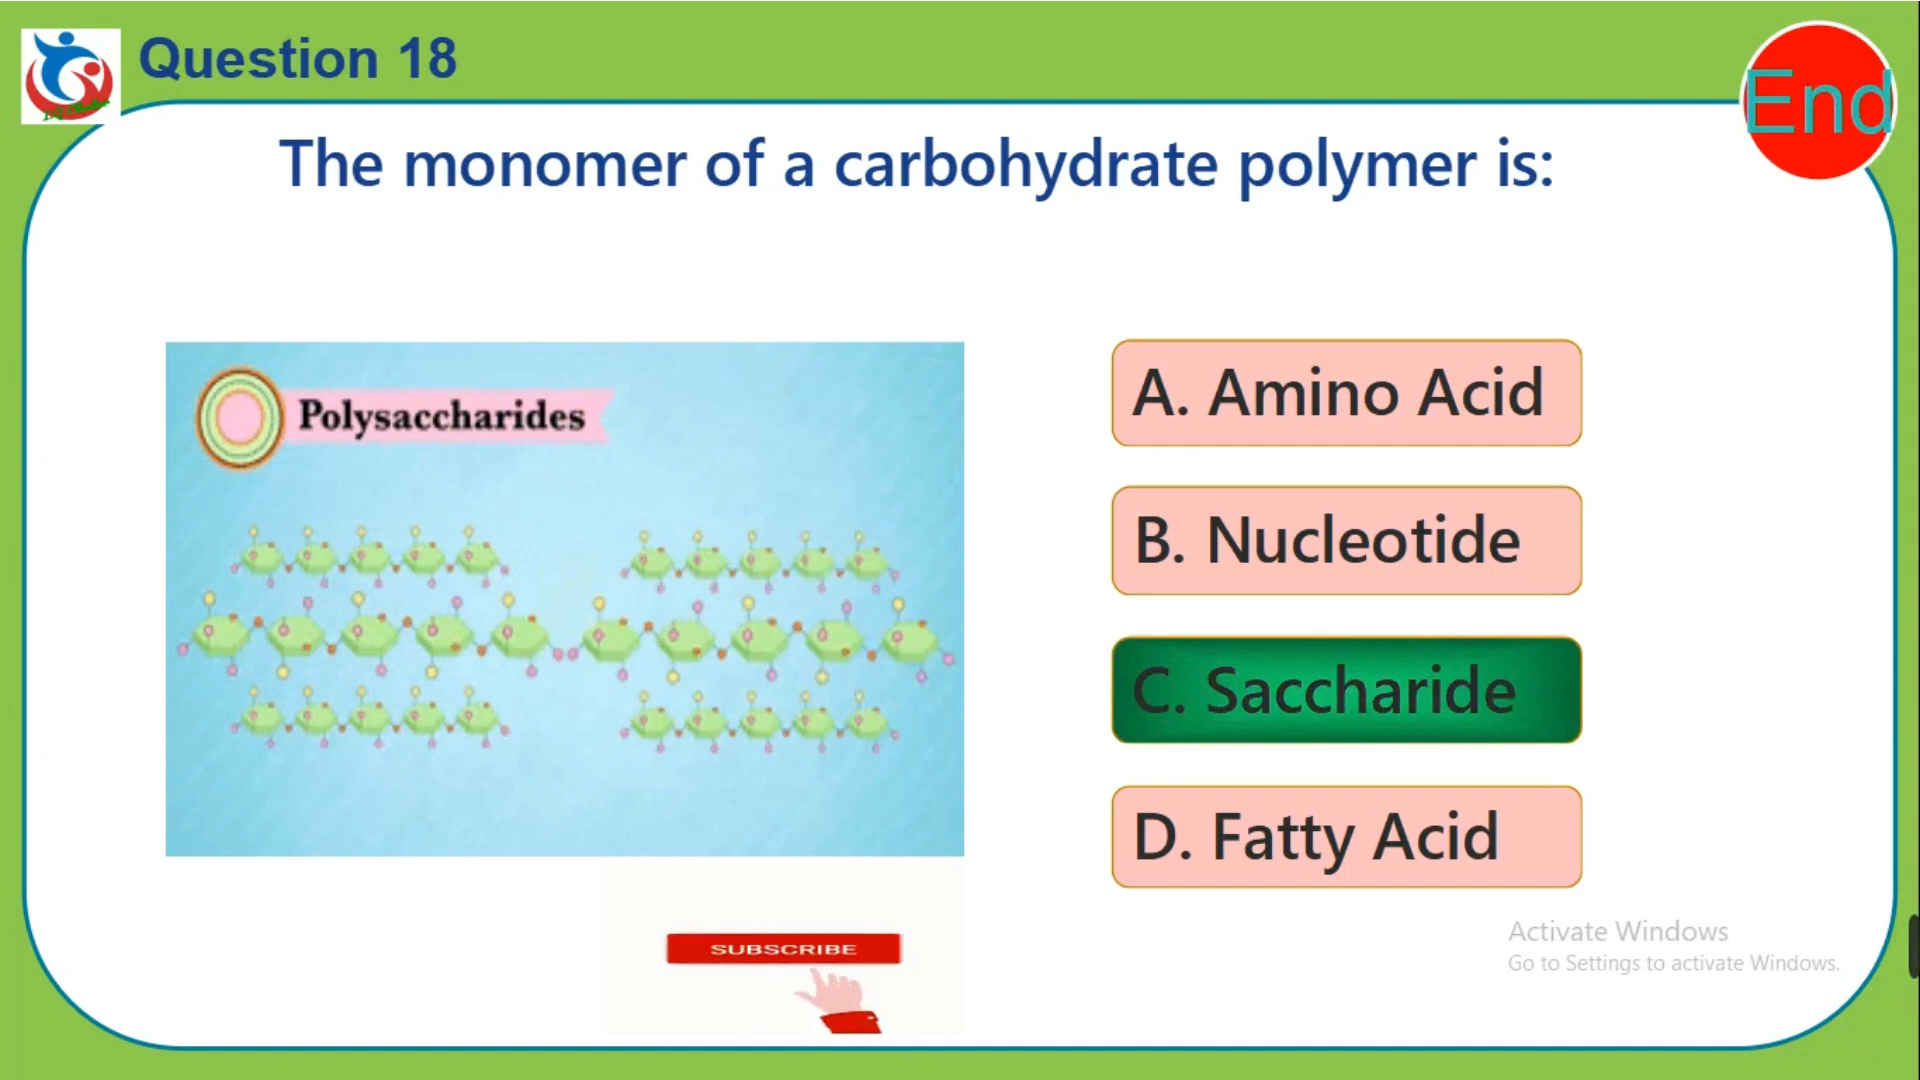 Question 18
End
The monomer of a carbohydrate polymer is:
Polysaccharides
A. Amino Acid
B. Nucleotide
C. Saccharide
D. Fatty Acid
SUBSCRIBE
Activate Windows
Go to Settings to activate Windows.